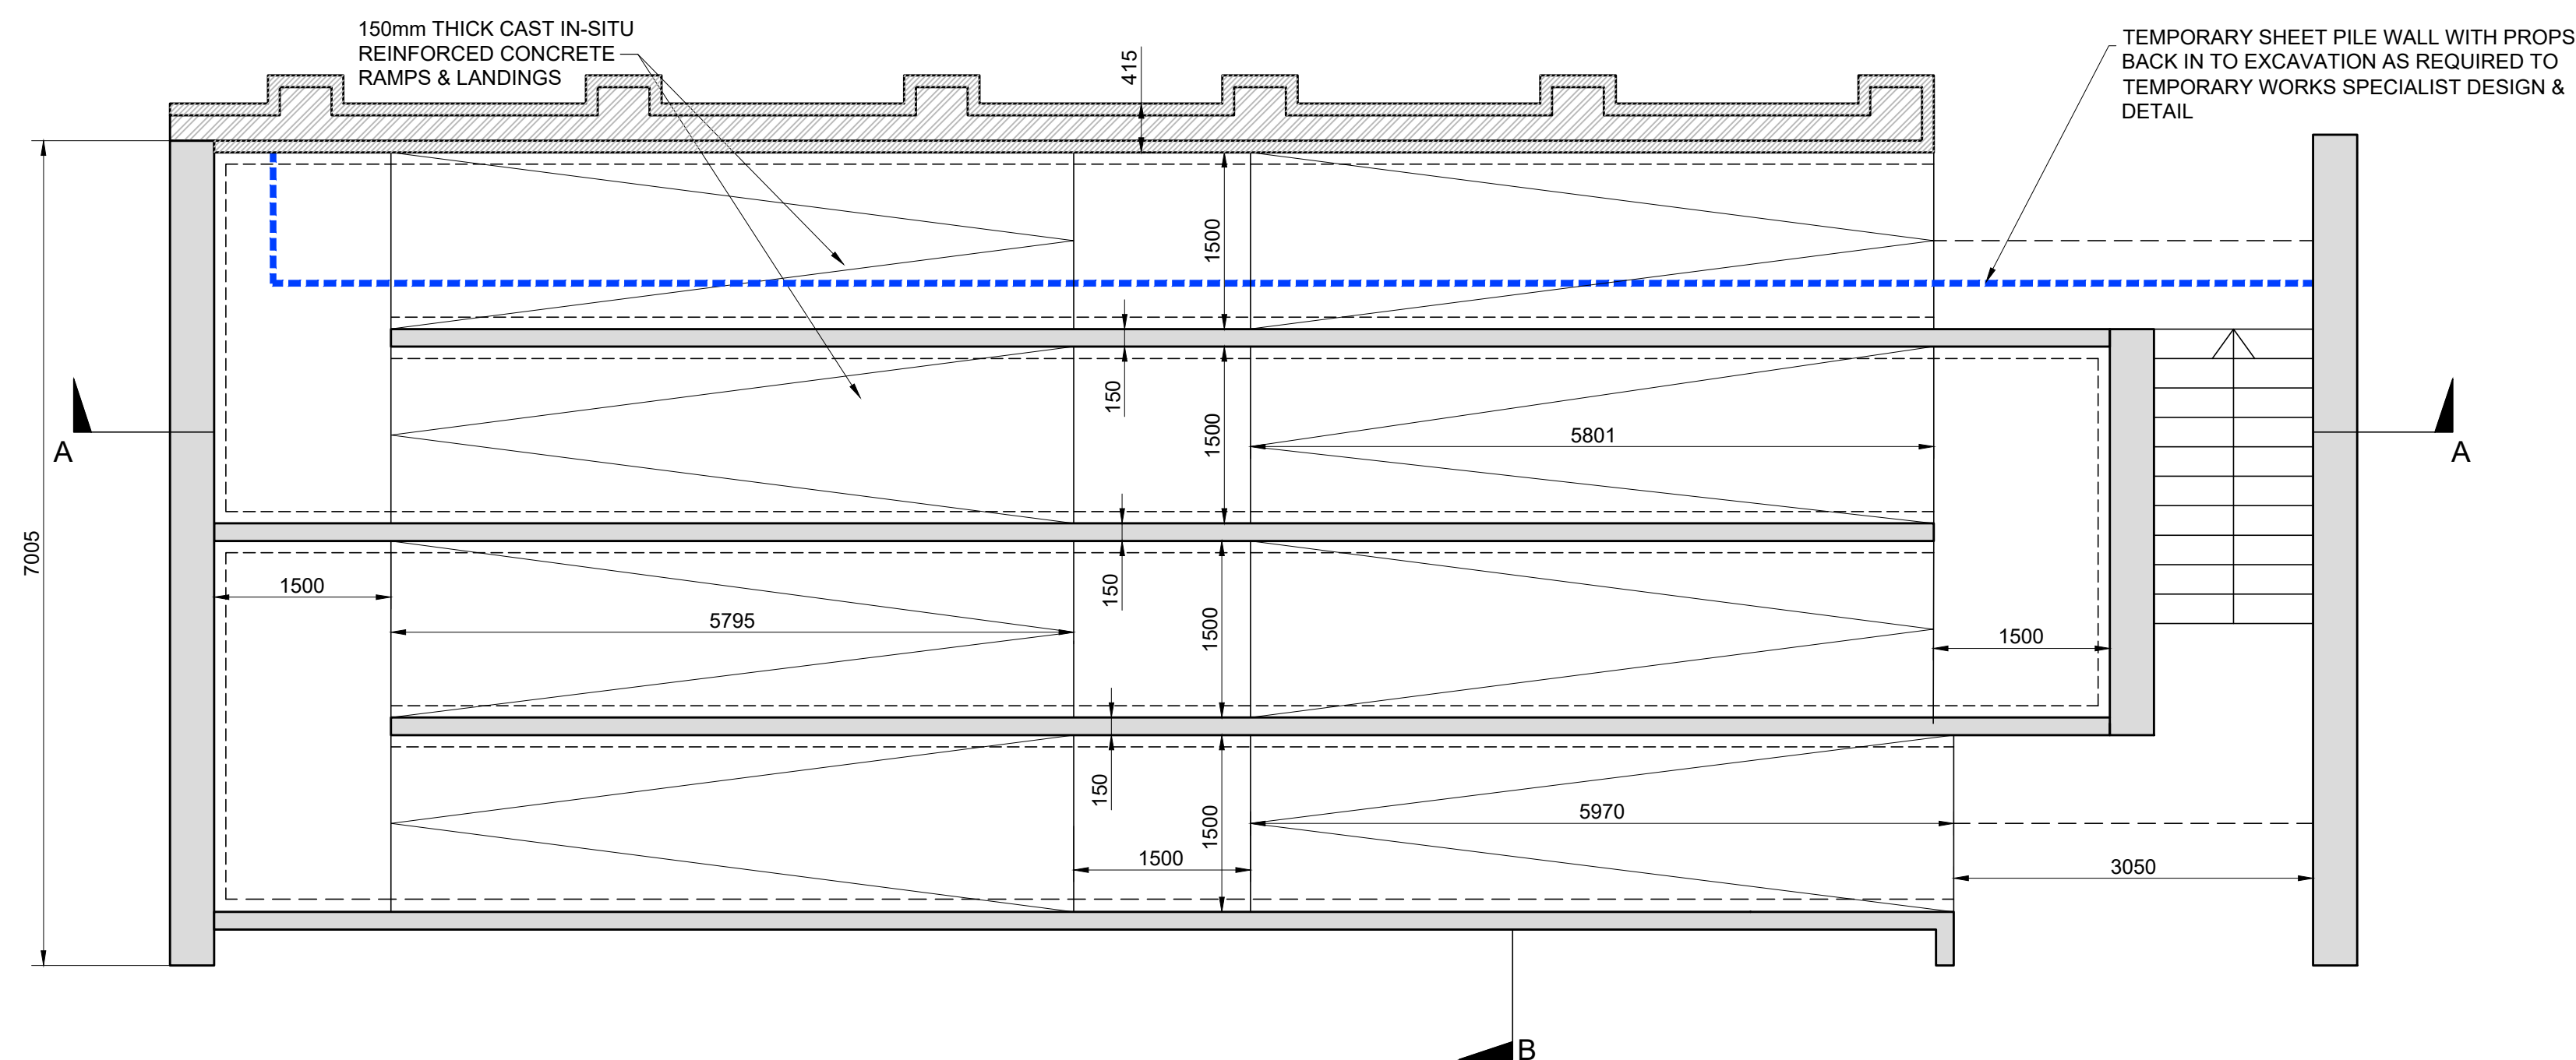 150mm THICK CAST IN-SITU
REINFORCED CONCRETE
RAMPS & LANDINGS
415
TEMPORARY SHEET PILE WALL WITH PROPS
BACK IN TO EXCAVATION AS REQUIRED TO
TEMPORARY WORKS SPECIALIST DESIGN &
DETAIL
1500
150
1500
5801
A
A
7005
1500
150
5795
1500
1500
150
1500
5970
1500
3050
B